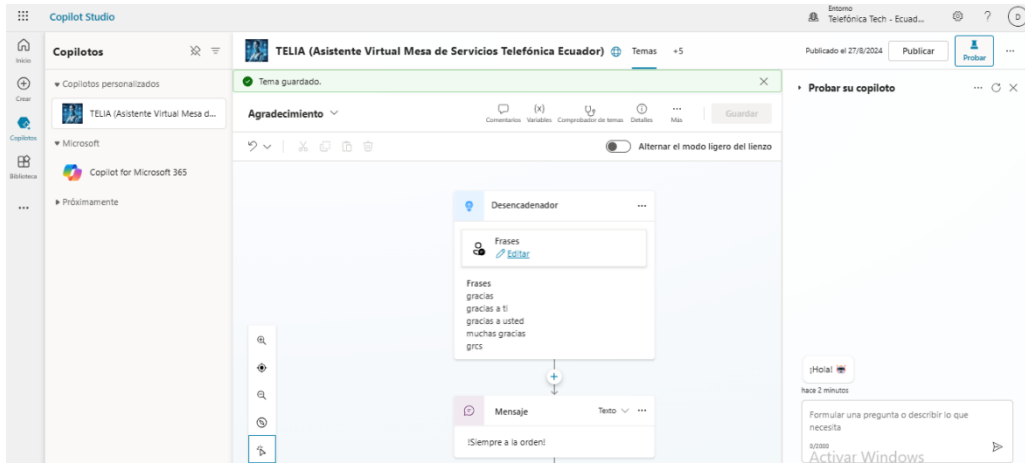 Copilot Studio
Entorno
Telefónica Tech - Ecuad...
?
D
Inicio
Crear
Copilotos
Biblioteca
Copilotos
Copilotos personalizados
TELIA (Asistente Virtual Mesa d...
Microsoft
Copilot for Microsoft 365
Próximamente
TELIA (Asistente Virtual Mesa de Servicios Telefónica Ecuador)
Temas
+5
Publicado el 27/8/2024
Publicar
Probar
Tema guardado.
Agradecimiento
Comentarios
(x)
Variables
Comprobador de temas
Detalles
Más
Guardar
Alternar el modo ligero del lienzo
Desencadenador
Frases
Editar
Frases
gracias
gracias a ti
gracias a usted
muchas gracias
grcs
Mensaje
Texto
!Siempre a la orden!
Probar su copiloto
¡Hola!
hace 2 minutos
Formular una pregunta o describir lo que
necesita
0/2000
Activar Windows